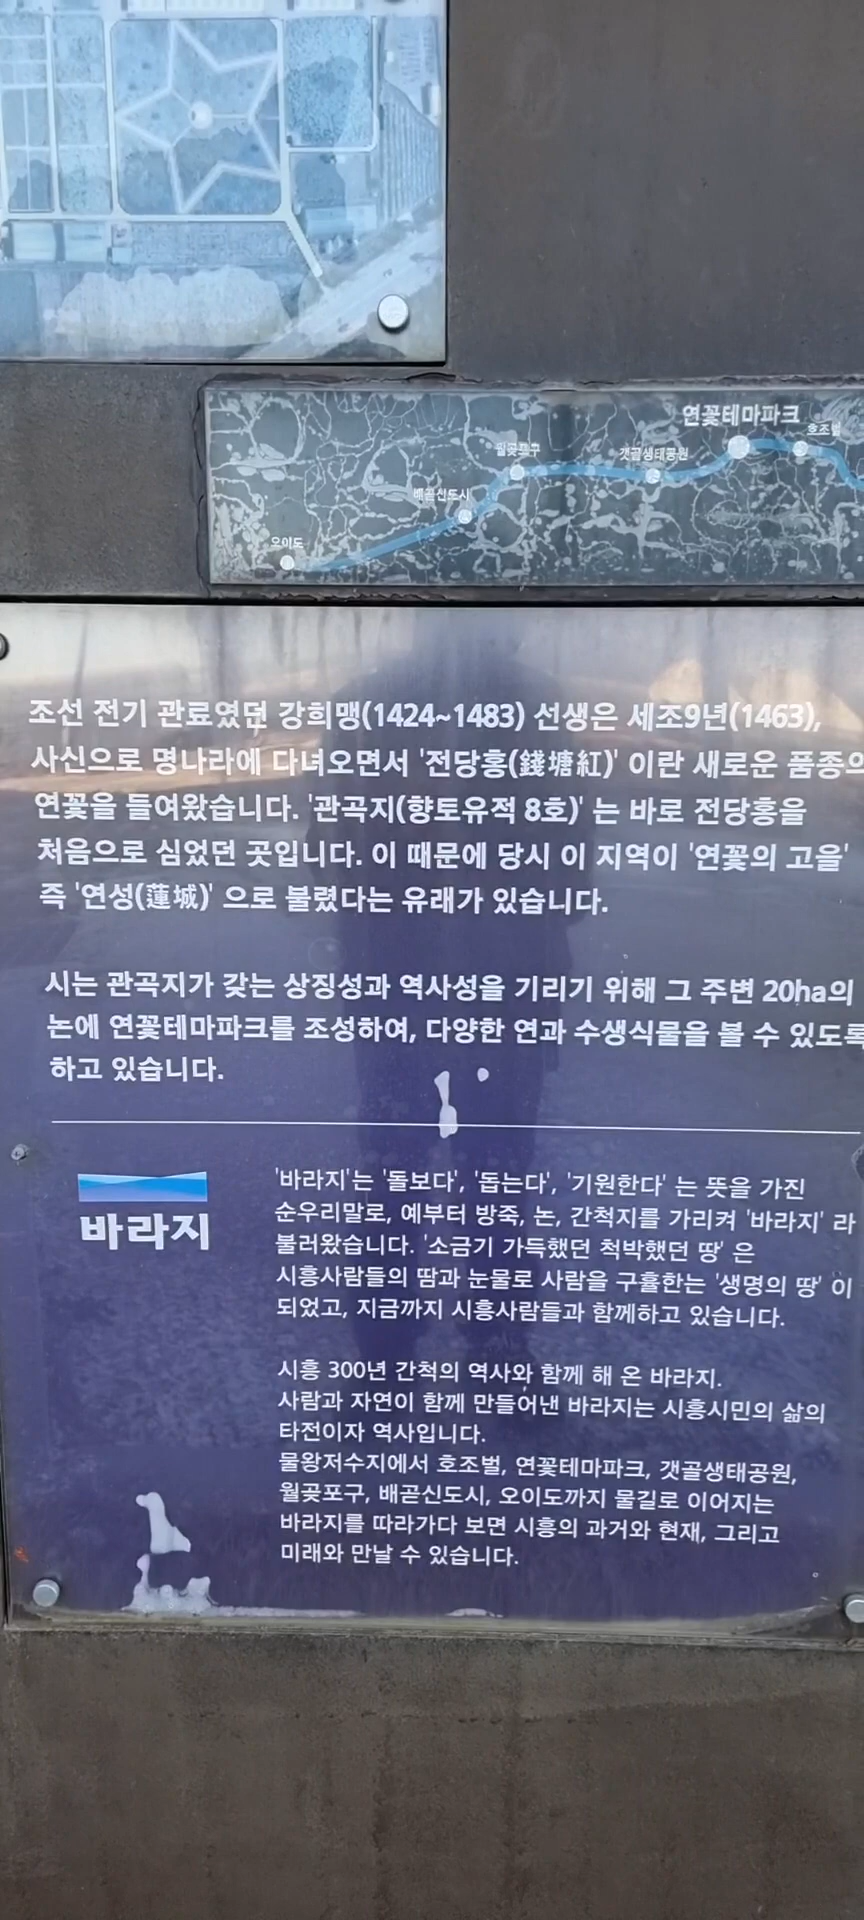 연꽃테마파크
호조벌
월곶포구
갯골생태공원
배곧신도시
오이도
조선 전기 관료였던 강희맹(1424~1483) 선생은 세조9년(1463),
사신으로 명나라에 다녀오면서 '전당홍(錢塘紅)' 이란 새로운 품종의
연꽃을 들여왔습니다. '관곡지(향토유적 8호)' 는 바로 전당홍을
처음으로 심었던 곳입니다. 이 때문에 당시 이 지역이 '연꽃의 고을'
즉 '연성(蓮城)' 으로 불렸다는 유래가 있습니다.
시는 관곡지가 갖는 상징성과 역사성을 기리기 위해 그 주변 20ha의
논에 연꽃테마파크를 조성하여, 다양한 연과 수생식물을 볼 수 있도록
하고 있습니다.
바라지
'바라지'는 '돌보다', '돕는다', '기원한다' 는 뜻을 가진
순우리말로, 예부터 방죽, 논, 간척지를 가리켜 '바라지' 라
불러왔습니다. '소금기 가득했던 척박했던 땅' 은
시흥사람들의 땀과 눈물로 사람을 구휼한는 '생명의 땅' 이
되었고, 지금까지 시흥사람들과 함께하고 있습니다.
시흥 300년 간척의 역사와 함께 해 온 바라지.
사람과 자연이 함께 만들어낸 바라지는 시흥시민의 삶의
타전이자 역사입니다.
물왕저수지에서 호조벌, 연꽃테마파크, 갯골생태공원,
월곶포구, 배곧신도시, 오이도까지 물길로 이어지는
바라지를 따라가다 보면 시흥의 과거와 현재, 그리고
미래와 만날 수 있습니다.